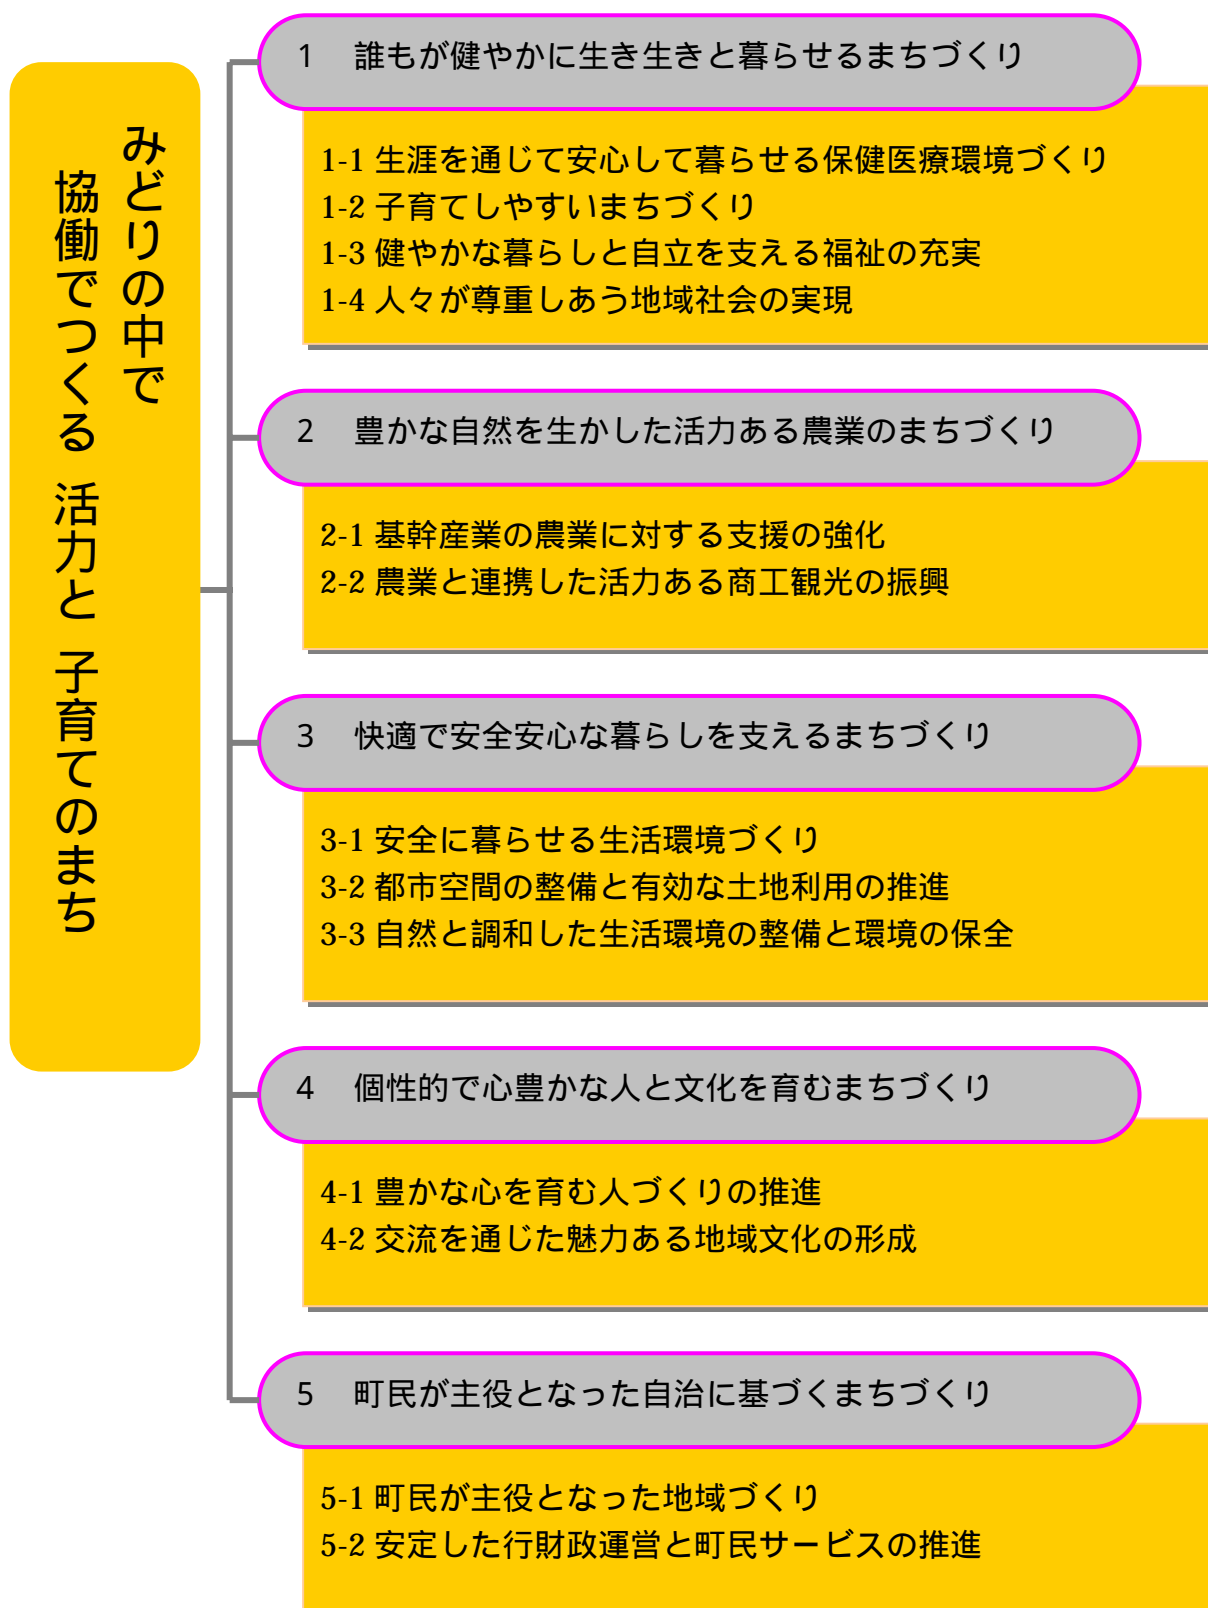 みどりの中で
協働でつくる 活力と 子育てのまち
1 誰もが健やかに生き生きと暮らせるまちづくり
1-1 生涯を通じて安心して暮らせる保健医療環境づくり
1-2 子育てしやすいまちづくり
1-3 健やかな暮らしと自立を支える福祉の充実
1-4 人々が尊重しあう地域社会の実現
2 豊かな自然を生かした活力ある農業のまちづくり
2-1 基幹産業の農業に対する支援の強化
2-2 農業と連携した活力ある商工観光の振興
3 快適で安全安心な暮らしを支えるまちづくり
3-1 安全に暮らせる生活環境づくり
3-2 都市空間の整備と有効な土地利用の推進
3-3 自然と調和した生活環境の整備と環境の保全
4 個性的で心豊かな人と文化を育むまちづくり
4-1 豊かな心を育む人づくりの推進
4-2 交流を通じた魅力ある地域文化の形成
5 町民が主役となった自治に基づくまちづくり
5-1 町民が主役となった地域づくり
5-2 安定した行財政運営と町民サービスの推進